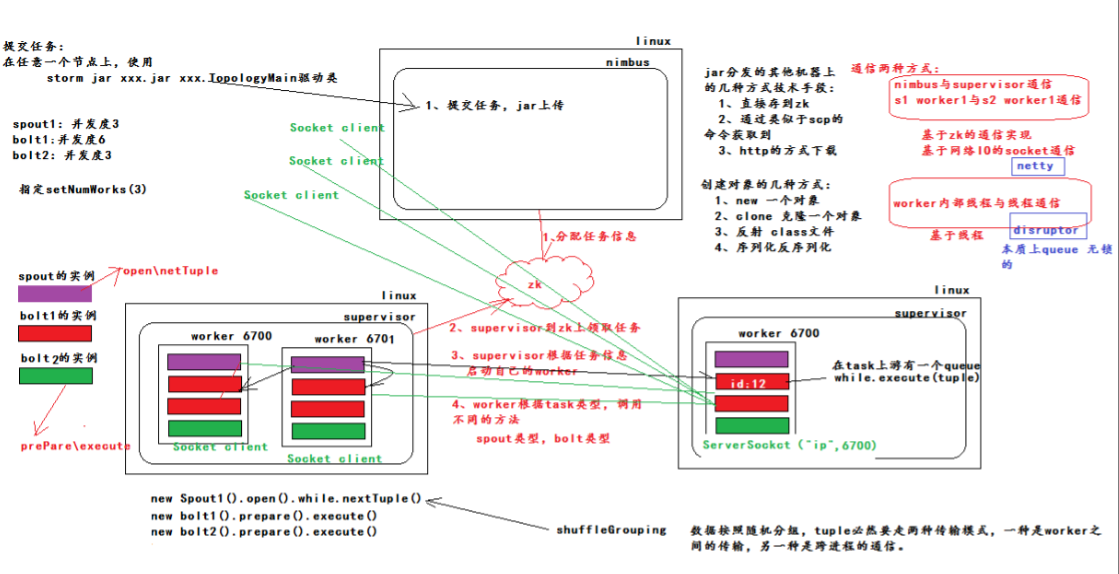 提交任务:
在任意一个节点上，使用
storm jar xxx.jar xxx.TopologyMain驱动类
spout1: 并发度3
bolt1:并发度6
bolt2: 并发度3
指定setNumWorks(3)
linux
nimbus
1、提交任务，jar上传
Socket client
Socket client
Socket client
jar分发的其他机器上
的几种方式技术手段:
1、直接存到zk
2、通过类似于scp的
命令获取到
3、http的方式下载
创建对象的几种方式:
1、new 一个对象
2、clone 克隆一个对象
3、反射 class文件
4、序列化反序列化
通信两种方式:
nimbus与supervisor通信
s1 worker1与s2 worker1通信
基于zk的通信实现
基于网络IO的socket通信
netty
worker内部线程与线程通信
基于线程
disruptor
本质上queue 无锁
的
1、分配任务信息
zk
spout的实例
open\netTuple
bolt1的实例
bolt2的实例
prePare\execute
linux
supervisor
worker 6700
worker 6701
Socket client
Socket client
2、supervisor到zk上领取任务
3、supervisor根据任务信息
启动自己的worker
4、worker根据task类型，调用
不同的方法
spout类型，bolt类型
linux
supervisor
worker 6700
id:12
ServerSockct ("ip",6700)
在task上游有一个queue
while.execute(tuple)
new Spout1().open().while.nextTuple()
new bolt1().prepare().execute()
new bolt2().prepare().execute()
shuffleGrouping
数据按照随机分组，tuple必然要走两种传输模式，一种是worker之
间的传输，另一种是跨进程的通信。